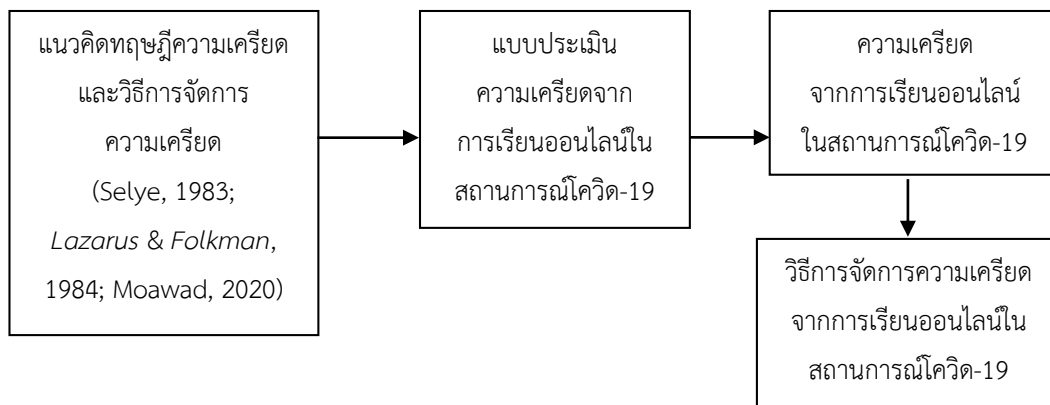 แนวคิดทฤษฎีความเครียด
และวิธีการจัดการ
ความเครียด
(Selye, 1983;
Lazarus & Folkman,
1984; Moawad, 2020)
แบบประเมิน
ความเครียดจาก
การเรียนออนไลน์ใน
สถานการณ์โควิด-19
ความเครียด
จากการเรียนออนไลน์
ในสถานการณ์โควิด-19
วิธีการจัดการความเครียด
จากการเรียนออนไลน์ใน
สถานการณ์โควิด-19